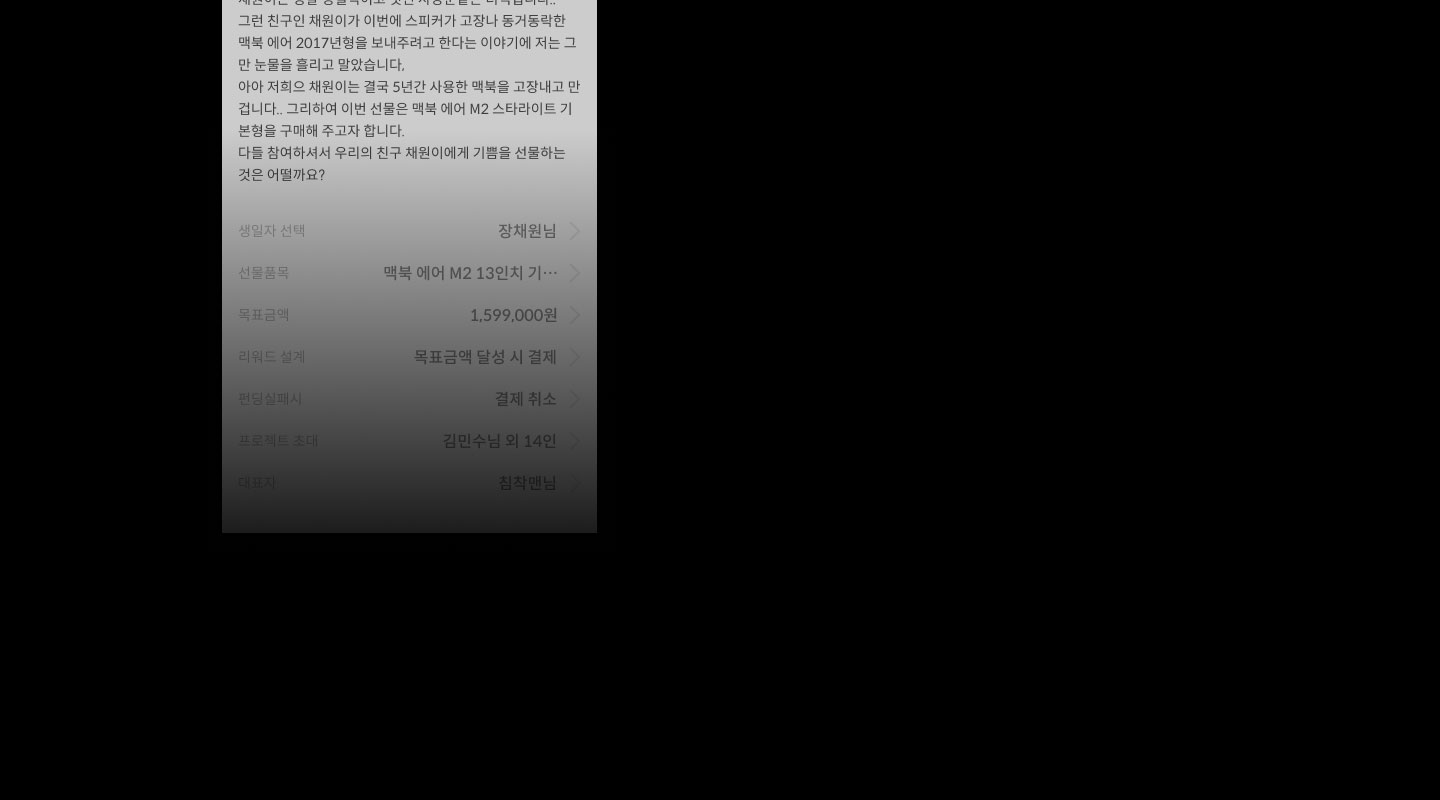 그런 친구인 채원이가 이번에 스피커가 고장나 동거동락한
맥북 에어 2017년형을 보내주려고 한다는 이야기에 저는 그
만 눈물을 흘리고 말았습니다,
아아 저희으 채원이는 결국 5년간 사용한 맥북을 고장내고 만
겁니다.. 그리하여 이번 선물은 맥북 에어 M2 스타라이트 기
본형을 구매해 주고자 합니다.
다들 참여하셔서 우리의 친구 채원이에게 기쁨을 선물하는
것은 어떨까요?
생일자 선택 장채원님
선물품목 맥북 에어 M2 13인치 기…
목표금액 1,599,000원
리워드 설계 목표금액 달성 시 결제
펀딩실패시 결제 취소
프로젝트 초대 김민수님 외 14인
대표자 침착맨님